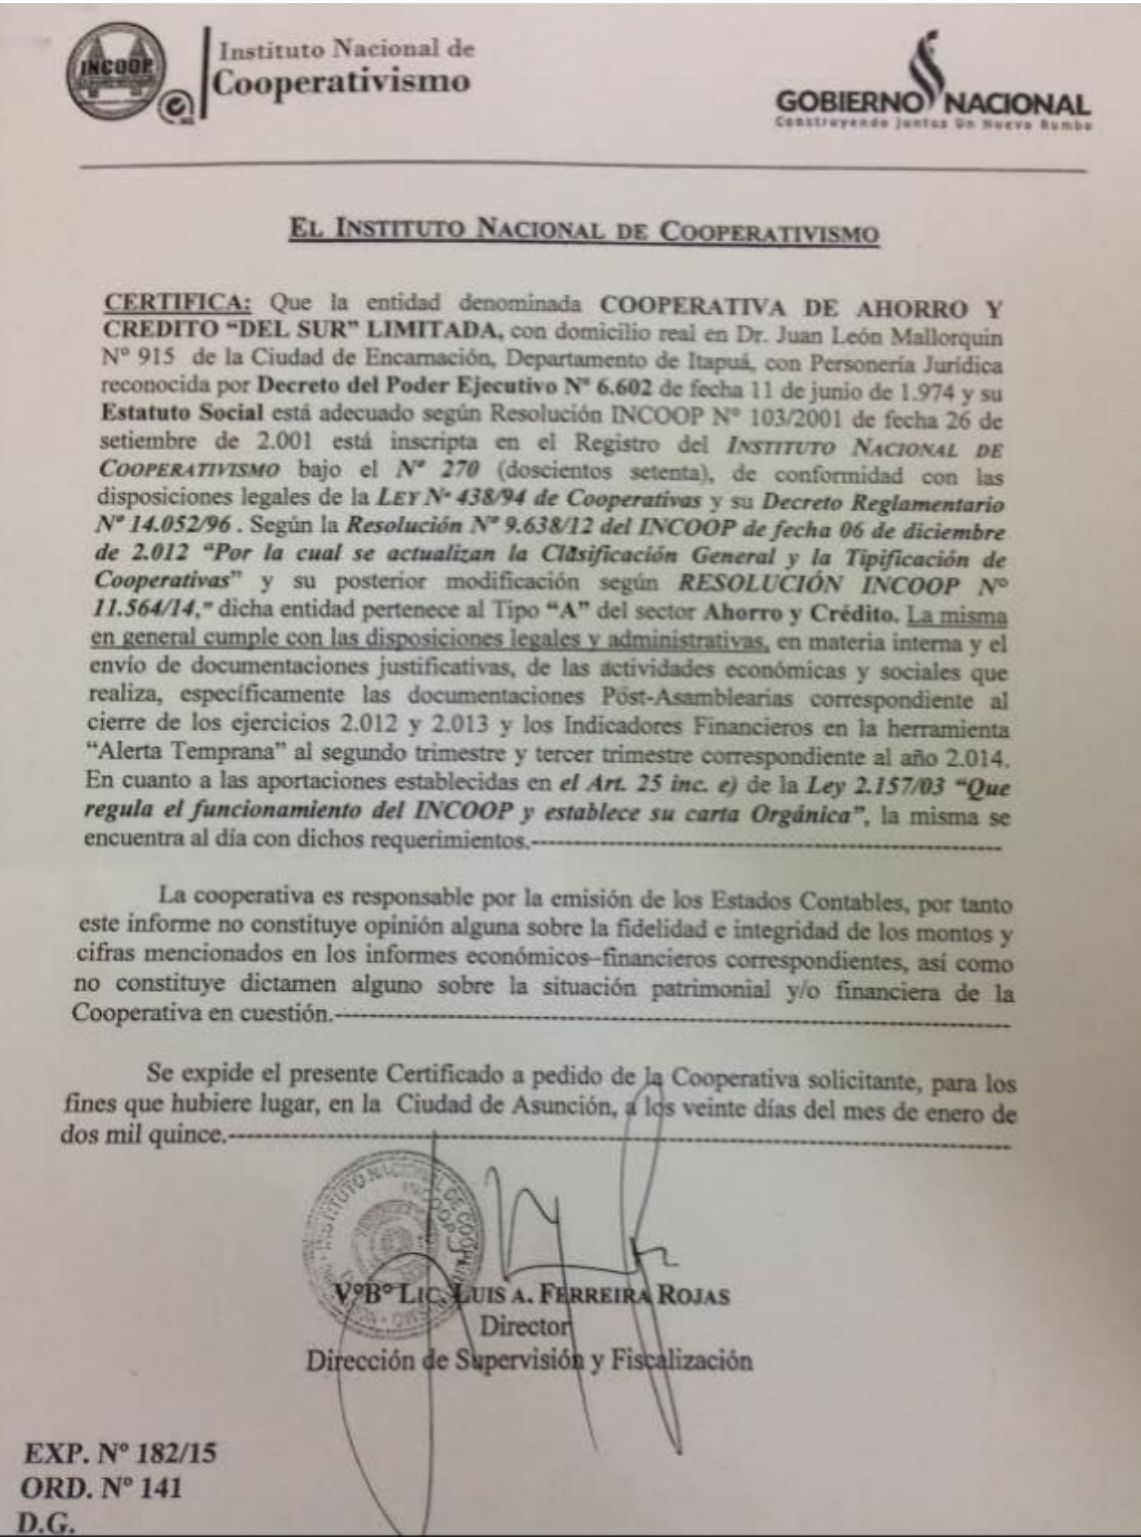 INCOOP
Instituto Nacional de
Cooperativismo
GOBIERNO NACIONAL
Construyendo Juntos Un Nuevo Rumbo
EL INSTITUTO NACIONAL DE COOPERATIVISMO
CERTIFICA: Que la entidad denominada COOPERATIVA DE AHORRO Y
CREDITO “DEL SUR” LIMITADA, con domicilio real en Dr. Juan León Mallorquin
Nº 915 de la Ciudad de Encarnación, Departamento de Itapuá, con Personería Jurídica
reconocida por Decreto del Poder Ejecutivo Nº 6.602 de fecha 11 de junio de 1.974 y su
Estatuto Social está adecuado según Resolución INCOOP Nº 103/2001 de fecha 26 de
setiembre de 2.001 está inscripta en el Registro del INSTITUTO NACIONAL DE
COOPERATIVISMO bajo el Nº 270 (doscientos setenta), de conformidad con las
disposiciones legales de la LEY Nº 438/94 de Cooperativas y su Decreto Reglamentario
Nº 14.052/96 . Según la Resolución Nº 9.638/12 del INCOOP de fecha 06 de diciembre
de 2.012 “Por la cual se actualizan la Clasificación General y la Tipificación de
Cooperativas” y su posterior modificación según RESOLUCIÓN INCOOP Nº
11.564/14,” dicha entidad pertenece al Tipo “A” del sector Ahorro y Crédito. La misma
en general cumple con las disposiciones legales y administrativas, en materia interna y el
envío de documentaciones justificativas, de las actividades económicas y sociales que
realiza, específicamente las documentaciones Post-Asamblearias correspondiente al
cierre de los ejercicios 2.012 y 2.013 y los Indicadores Financieros en la herramienta
“Alerta Temprana” al segundo trimestre y tercer trimestre correspondiente al año 2.014.
En cuanto a las aportaciones establecidas en el Art. 25 inc. e) de la Ley 2.157/03 “Que
regula el funcionamiento del INCOOP y establece su carta Orgánica”, la misma se
encuentra al día con dichos requerimientos.------------------------------------------------
La cooperativa es responsable por la emisión de los Estados Contables, por tanto
este informe no constituye opinión alguna sobre la fidelidad e integridad de los montos y
cifras mencionados en los informes económicos–financieros correspondientes, así como
no constituye dictamen alguno sobre la situación patrimonial y/o financiera de la
Cooperativa en cuestión.------------------------------------------------------------------
Se expide el presente Certificado a pedido de la Cooperativa solicitante, para los
fines que hubiere lugar, en la Ciudad de Asunción, a los veinte días del mes de enero de
dos mil quince.---------------------------------------------------------------------------
INSTITUTO NACIONAL DE COOPERATIVISMO
INCOOP
VºBº LIC. LUIS A. FERREIRA ROJAS
Director
Dirección de Supervisión y Fiscalización
EXP. Nº 182/15
ORD. Nº 141
D.G.